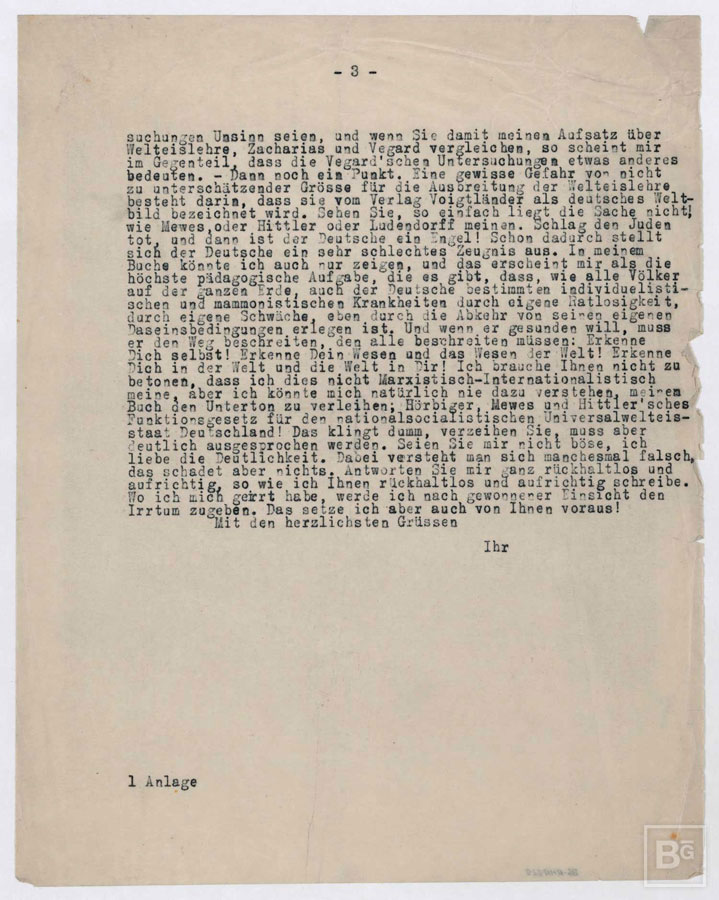 - 3 -
suchungen Unsinn seien, und wenn Sie damit meinen Aufsatz über
Welteislehre, Zacharias und Vegard vergleichen, so scheint mir
im Gegenteil, dass die Vegard'schen Untersuchungen etwas anderes
bedeuten. - Dann noch ein Punkt. Eine gewisse Gefahr von nicht
zu unterschätzender Grösse für die Ausbreitung der Welteislehre
besteht darin, dass sie vom Verlag Voigtländer als deutsches Welt-
bild bezeichnet wird. Sehen Sie, so einfach liegt die Sache nicht,
wie Mewes,oder Hittler oder Ludendorff meinen. Schlag den Juden
tot, und dann ist der Deutsche ein Engel! Schon dadurch stellt
sich der Deutsche ein sehr schlechtes Zeugnis aus. In meinem
Buche könnte ich auch nur zeigen, und das erscheint mir als die
höchste pädagogische Aufgabe, die es gibt, dass, wie alle Völker
auf der ganzen Erde, auch der Deutsche bestimmten individuelisti-
schen und mammonistischen Krankheiten durch eigene Ratlosigkeit,
durch eigene Schwäche, eben durch die Abkehr von seinen eigenen
Daseinsbedingungen erlegen ist. Und wenn er gesunden will, muss
er den Weg beschreiten, den alle beschreiten müssen: Erkenne
Dich selbst! Erkenne Dein Wesen und das Wesen der Welt! Erkenne
Dich in der Welt und die Welt in Dir! Ich brauche Ihnen nicht zu
betonen, dass ich dies nicht Marxistisch-Internationalistisch
meine, aber ich könnte mich natürlich nie dazu verstehen, meinem
Buch den Unterton zu verleihen; Hörbiger, Mewes und Hittler'sches
Funktionsgesetz für den nationalsocialistischen Universalwelteis-
staat Deutschland! Das klingt dumm, verzeihen Sie, muss aber
deutlich ausgesprochen werden. Seien Sie mir nicht böse, ich
liebe die Deutlichkeit. Dabei versteht man sich manchesmal falsch,
das schadet aber nichts. Antworten Sie mir ganz rückhaltlos und
aufrichtig, so wie ich Ihnen rückhaltlos und aufrichtig schreibe.
Wo ich mich geirrt habe, werde ich nach gewonnener Einsicht den
Irrtum zugeben. Das setze ich aber auch von Ihnen voraus!
Mit den herzlichsten Grüssen
Ihr
1 Anlage
BG